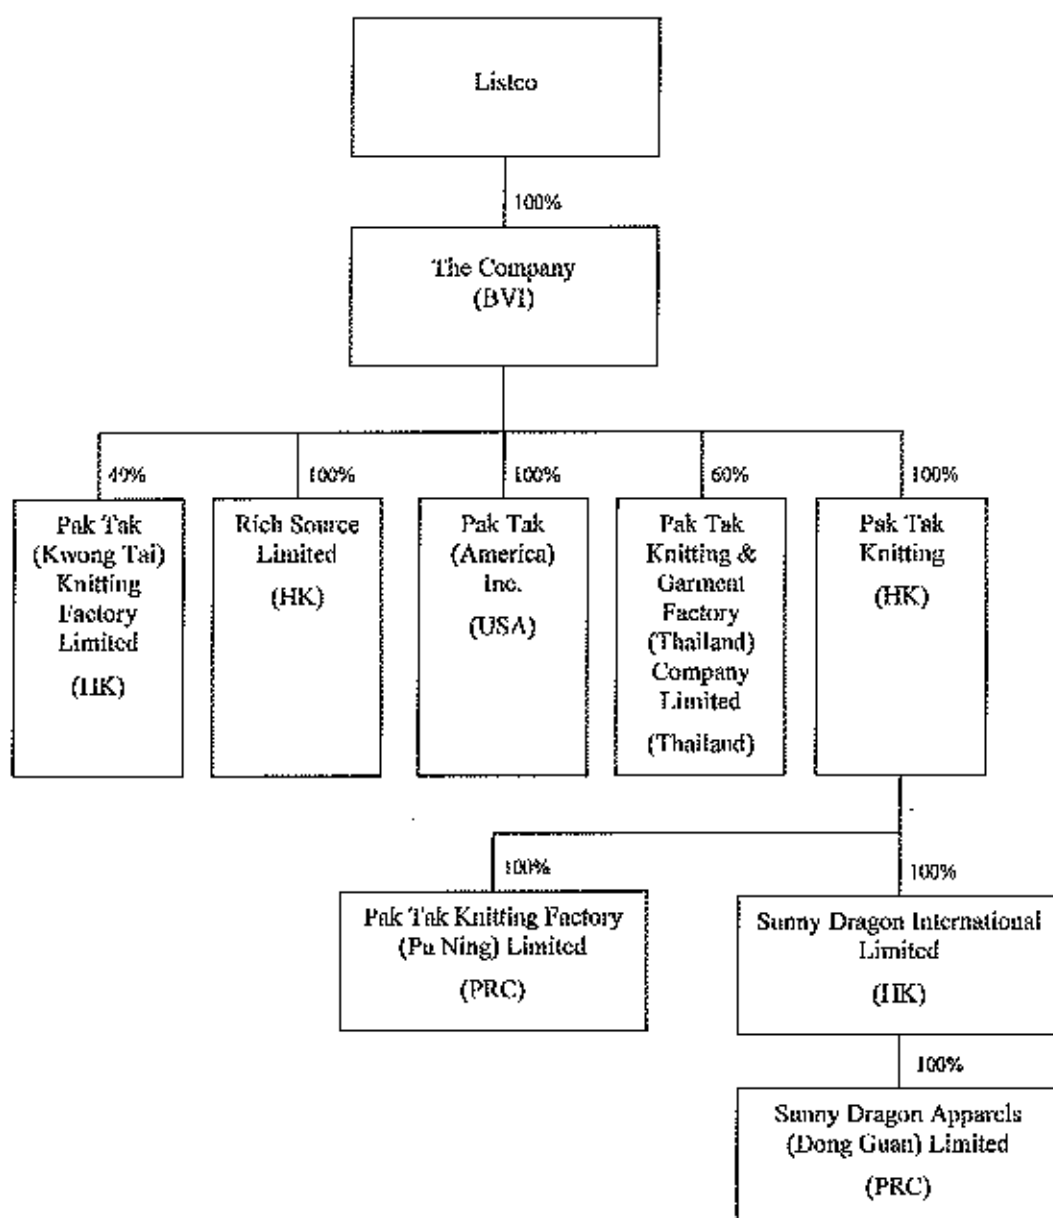 Listco
100%
The Company
(BVI)
49%
100%
100%
60%
100%
Pak Tak
(Kwong Tai)
Knitting
Factory
Limited
(HK)
Rich Source
Limited
(HK)
Pak Tak
(America)
Inc.
(USA)
Pak Tak
Knitting &
Garment
Factory
(Thailand)
Company
Limited
(Thailand)
Pak Tak
Knitting
(HK)
100%
100%
Pak Tak Knitting Factory
(Pu Ning) Limited
(PRC)
Sunny Dragon International
Limited
(HK)
100%
Sunny Dragon Apparels
(Dong Guan) Limited
(PRC)